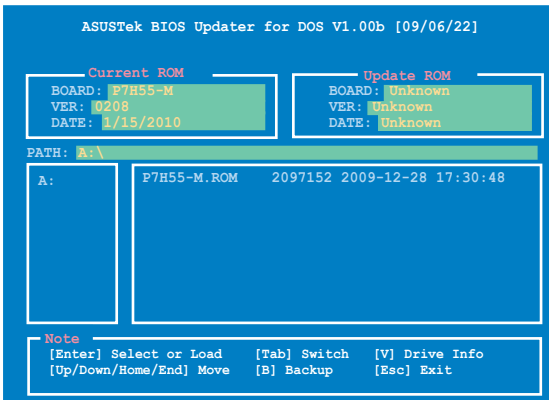 ASUSTek BIOS Updater for DOS V1.00b [09/06/22]
Current ROM
BOARD: P7H55-M
VER: 0208
DATE: 1/15/2010
Update ROM
BOARD: Unknown
VER: Unknown
DATE: Unknown
PATH: A:\
A:
P7H55-M.ROM 2097152 2009-12-28 17:30:48
Note
[Enter] Select or Load [Tab] Switch [V] Drive Info
[Up/Down/Home/End] Move [B] Backup [Esc] Exit